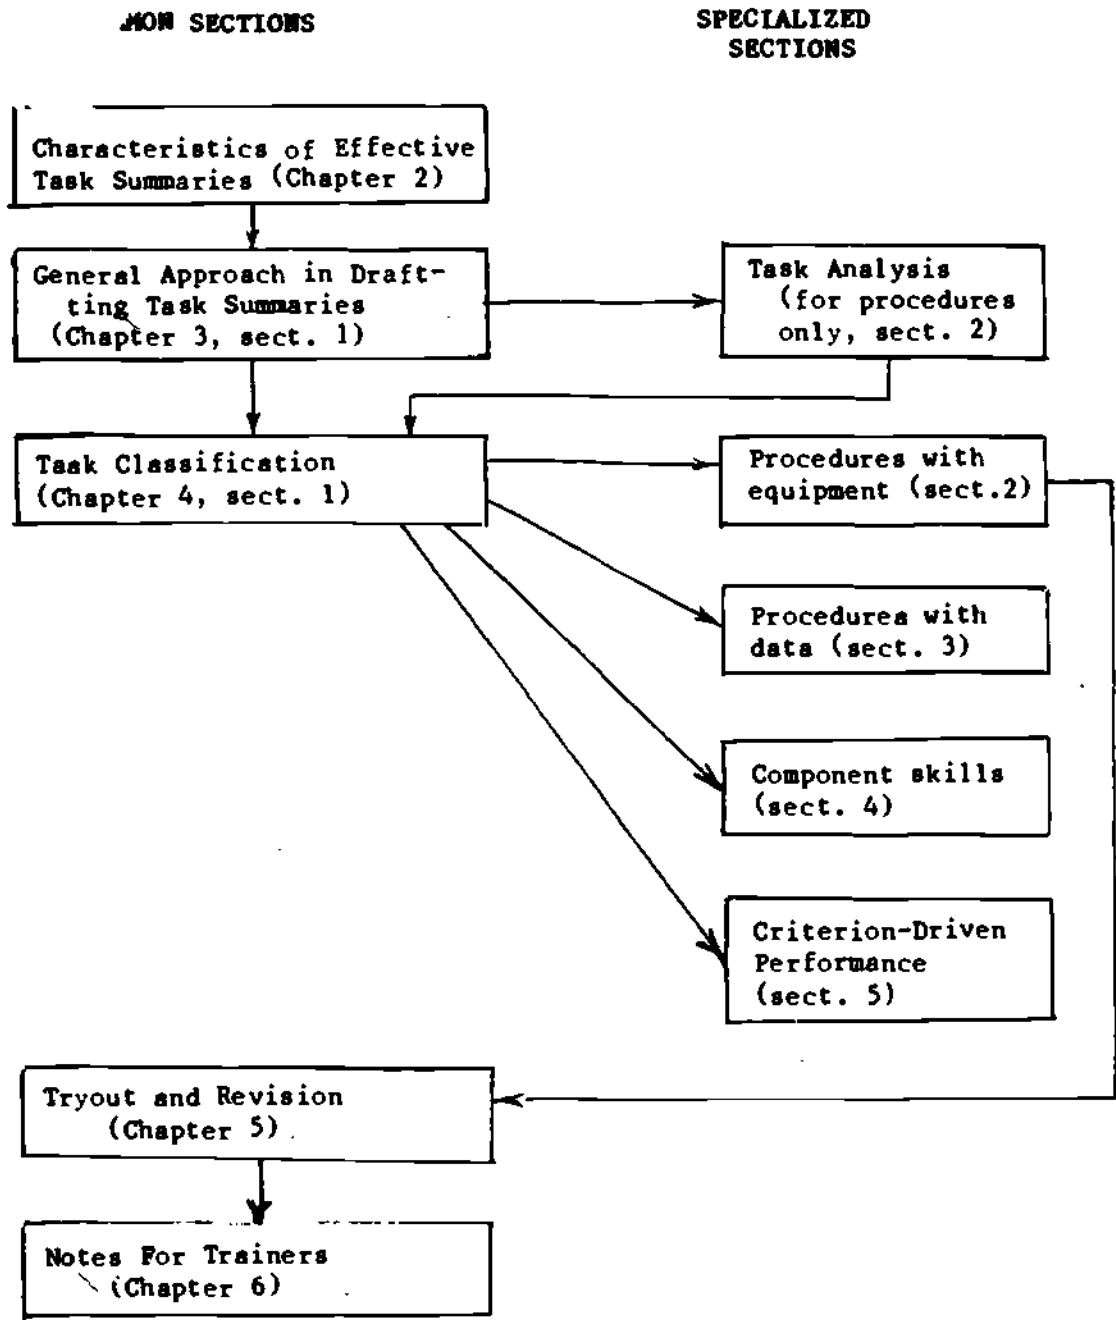 MON SECTIONS
SPECIALIZED
SECTIONS
Characteristics of Effective
Task Summaries (Chapter 2)
General Approach in Draft-
ting Task Summaries
(Chapter 3, sect. 1)
Task Analysis
(for procedures
only, sect. 2)
Task Classification
(Chapter 4, sect. 1)
Procedures with
equipment (sect.2)
Procedures with
data (sect. 3)
Component skills
(sect. 4)
Criterion-Driven
Performance
(sect. 5)
Tryout and Revision
(Chapter 5)
Notes For Trainers
(Chapter 6)